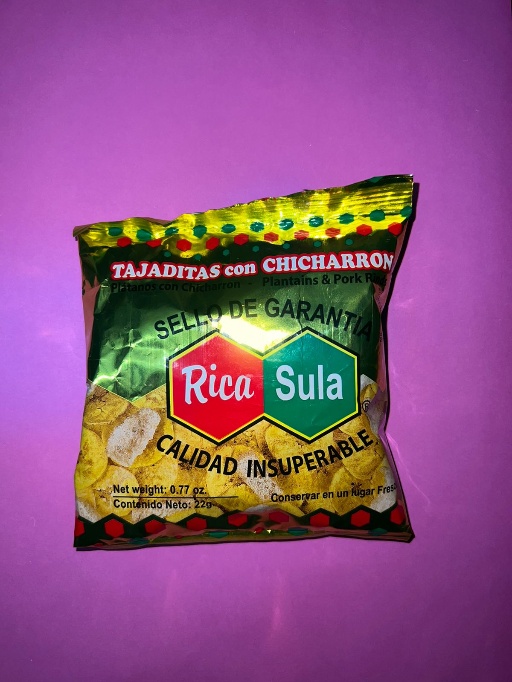 TAJADITAS con CHICHARRON
Platanos con Chicharron - Plantains & Pork
SELLO DE GARANTIA
Rica Sula
®
CALIDAD INSUPERABLE
Net weight: 0.77 oz.
Contenido Neto: 22g
Conservar en un lugar